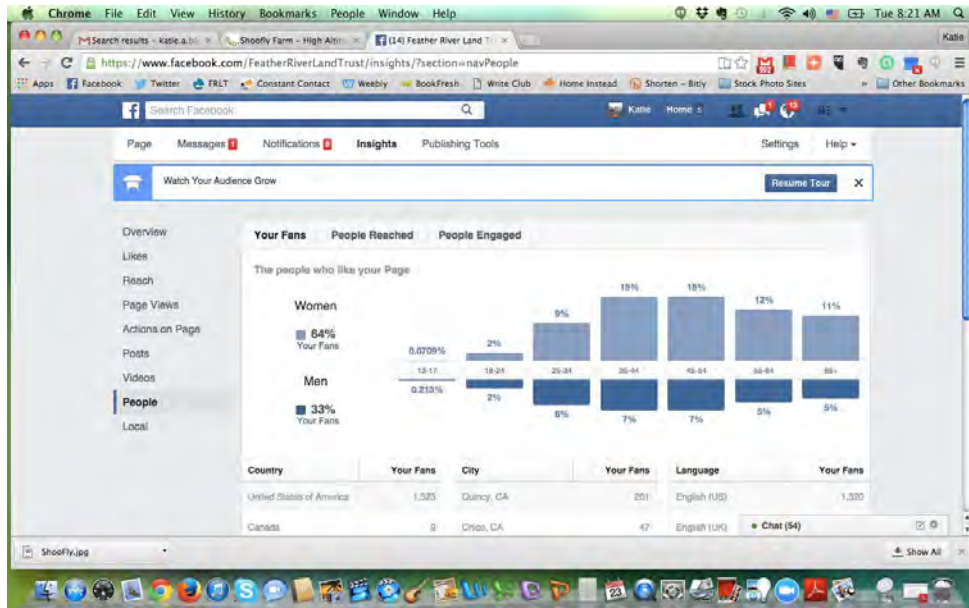 Chrome File Edit View History Bookmarks People Window Help Tue 8:21 AM
Search results - katie.a.b Shoofly Farm - High Altit (14) Feather River Land Tr Katie
https://www.facebook.com/FeatherRiverLandTrust/insights/?section=navPeople
Apps Facebook Twitter FRLT Constant Contact Weebly BookFresh Write Club Home Instead Shorten - Bitly Stock Photo Sites » Other Bookmarks
Search Facebook Katie Home 5
Page Messages Notifications Insights Publishing Tools Settings Help
Watch Your Audience Grow Resume Tour X
Overview
Likes
Reach
Page Views
Actions on Page
Posts
Videos
People
Local
Your Fans People Reached People Engaged
The people who like your Page
Women
64%
Your Fans
0.0709% 2% 9% 18% 18% 12% 11%
13-17 18-24 25-34 35-44 45-54 55-64 65+
Men
33%
Your Fans
0.213% 2% 6% 7% 7% 5% 5%
Country Your Fans City Your Fans Language Your Fans
United States of America 1,323 Quincy, CA 201 English (US) 1,320
Canada 9 Chico, CA 47 English (UK)
Chat (54)
ShooFly.jpg Show All